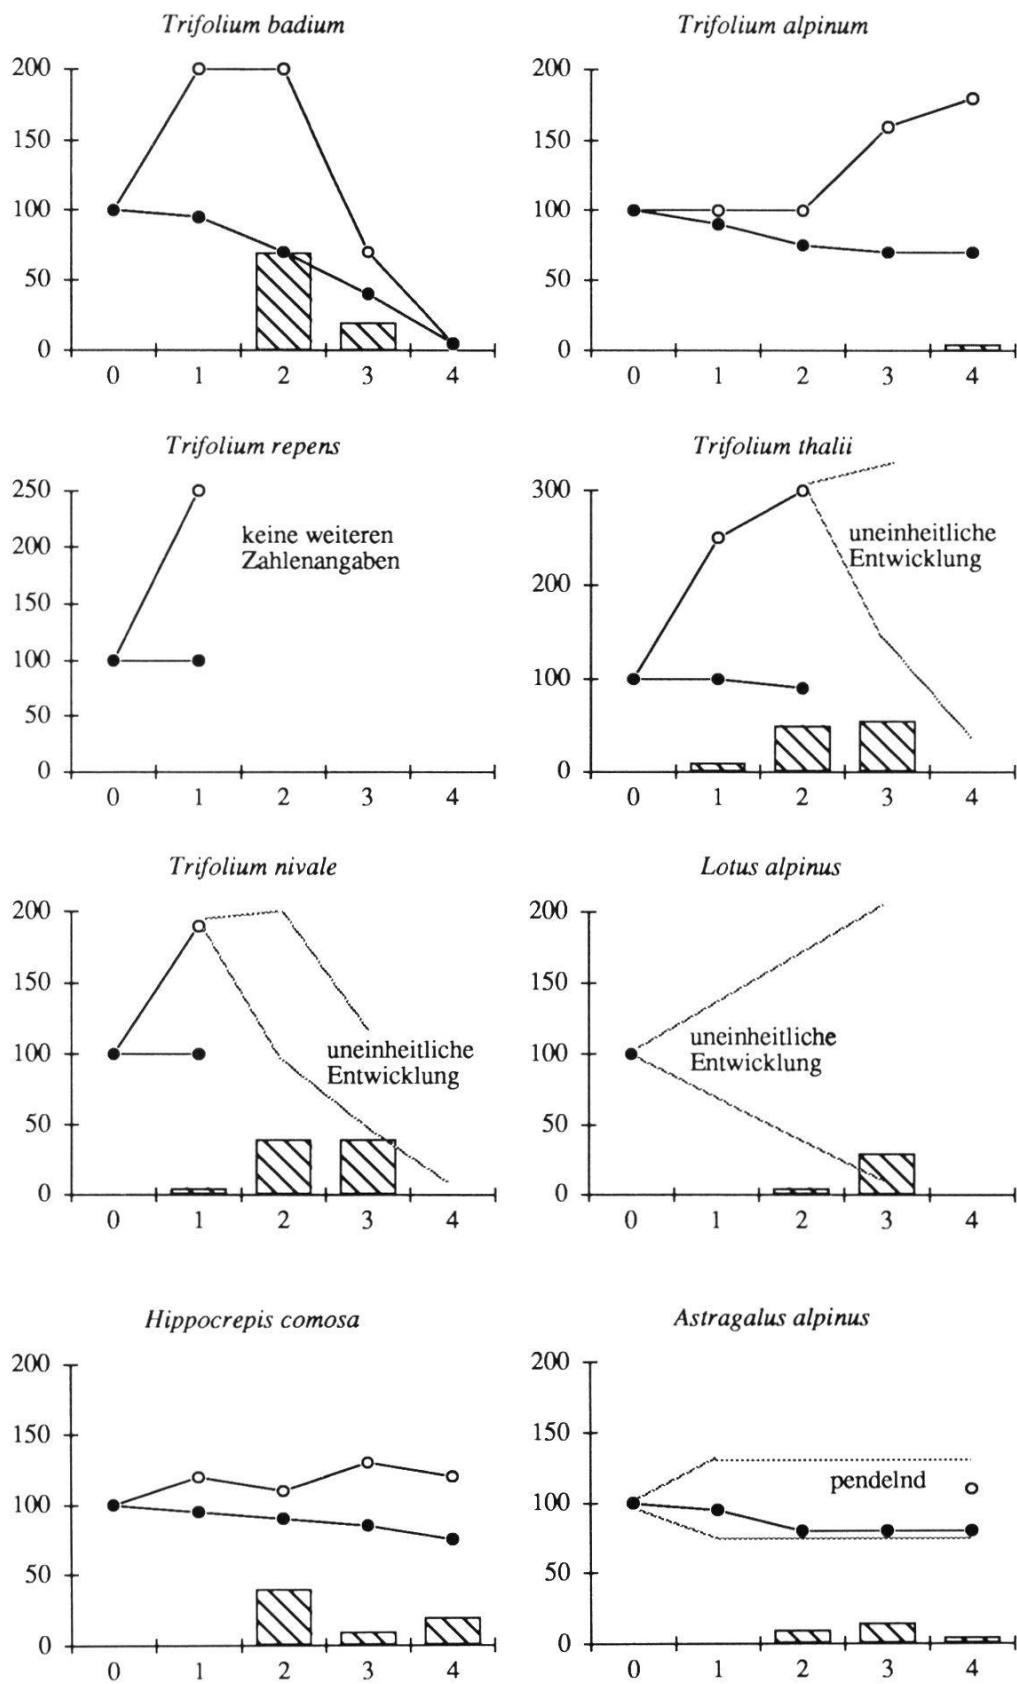 Trifolium badium
200
150
100
50
0
0 1 2 3 4
Trifolium alpinum
200
150
100
50
0
0 1 2 3 4
Trifolium repens
250
200
150
100
50
0
0 1 2 3 4
keine weiteren
Zahlenangaben
Trifolium thalii
300
200
100
0
0 1 2 3 4
uneinheitliche
Entwicklung
Trifolium nivale
200
150
100
50
0
0 1 2 3 4
uneinheitliche
Entwicklung
Lotus alpinus
200
150
100
50
0
0 1 2 3 4
uneinheitliche
Entwicklung
Hippocrepis comosa
200
150
100
50
0
0 1 2 3 4
Astragalus alpinus
200
150
100
50
0
0 1 2 3 4
pendelnd